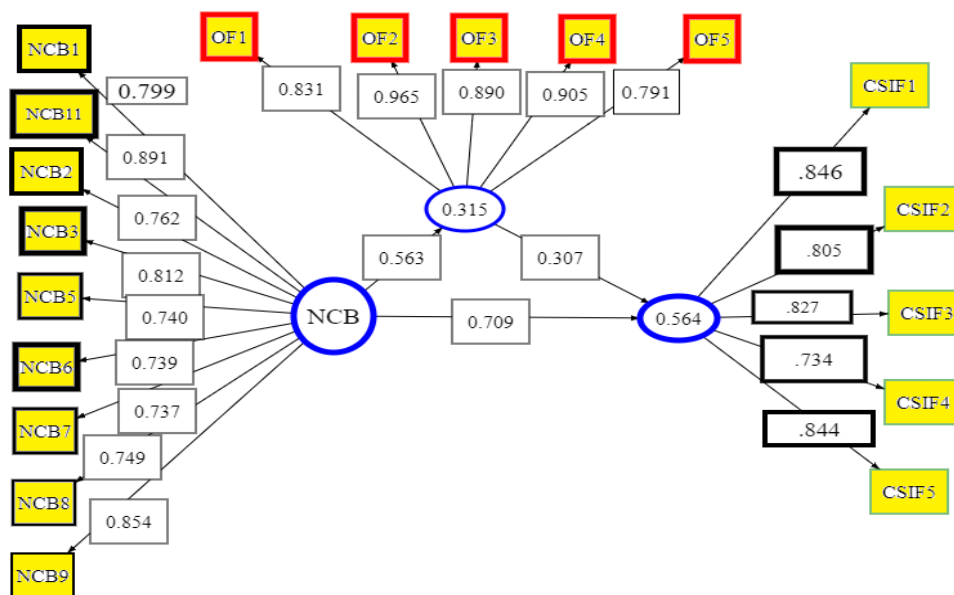 NCB1
0.799
NCB11
0.891
NCB2
0.762
NCB3
0.812
NCB5
0.740
NCB6
0.739
NCB7
0.737
NCB8
0.749
NCB9
0.854
OF1
OF2
OF3
OF4
OF5
0.831
0.965
0.890
0.905
0.791
0.315
0.563
0.307
NCB
0.709
0.564
CSIF1
.846
CSIF2
.805
CSIF3
.827
CSIF4
.734
CSIF5
.844